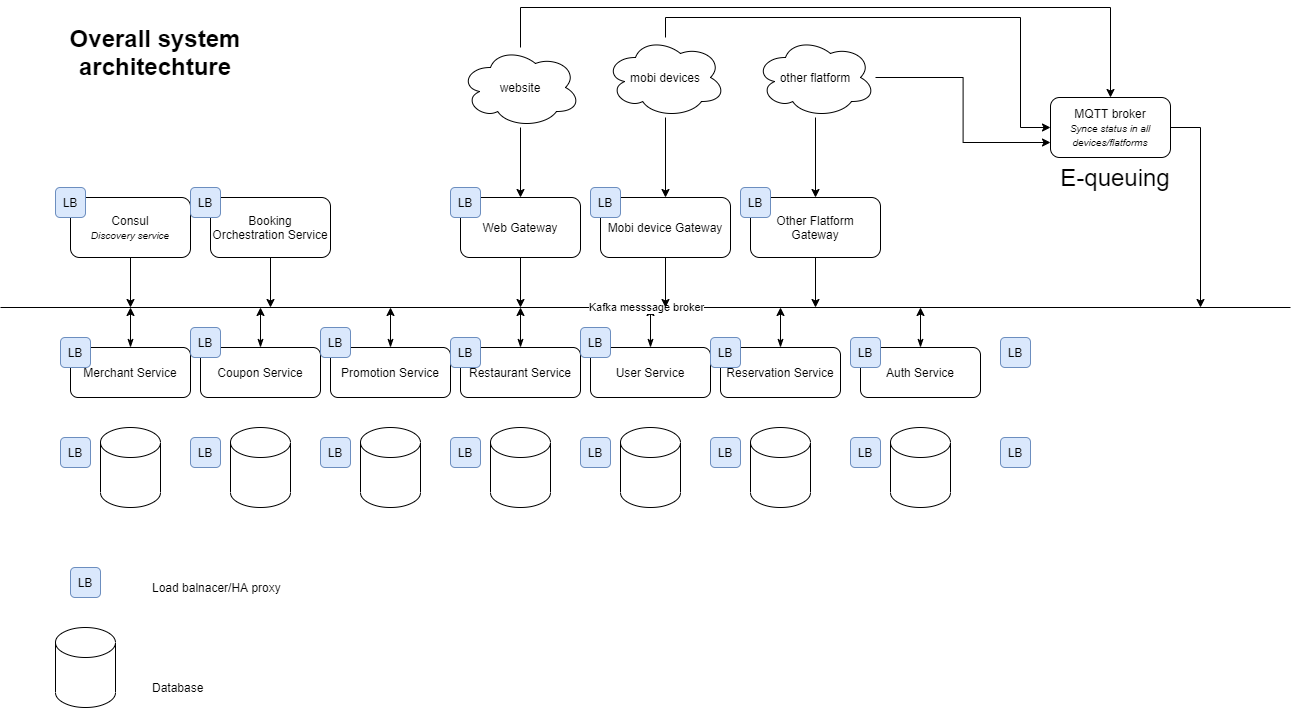 Overall system
architechture
website
mobi devices
other flatform
MQTT broker
Synce status in all
devices/flatforms
E-queuing
LB
LB
LB
LB
LB
Consul
Discovery service
Booking
Orchestration Service
Web Gateway
Mobi device Gateway
Other Flatform
Gateway
Kafka messsage broker
LB
LB
LB
LB
LB
LB
LB
LB
Merchant Service
Coupon Service
Promotion Service
Restaurant Service
User Service
Reservation Service
Auth Service
LB
LB
LB
LB
LB
LB
LB
LB
LB
Load balnacer/HA proxy
Database